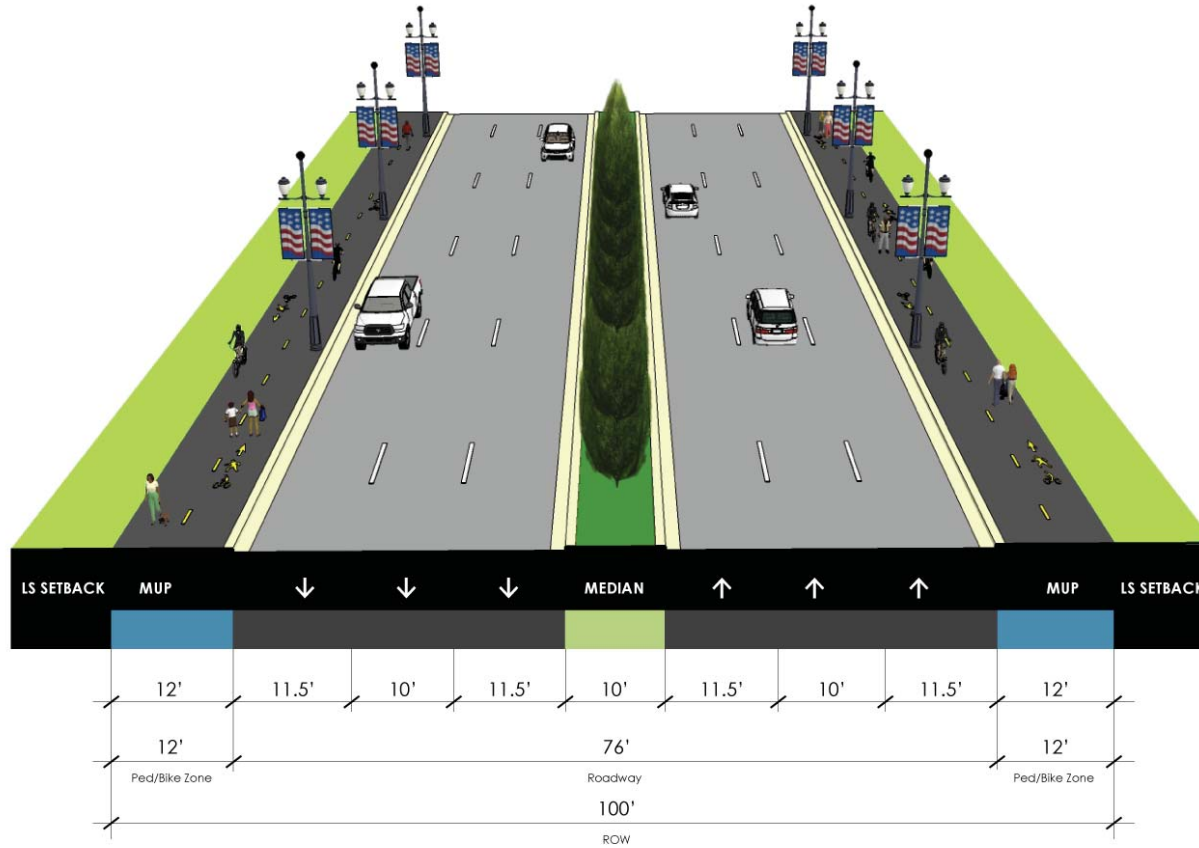 LS SETBACK MUP ↓ ↓ ↓ MEDIAN ↑ ↑ ↑ MUP LS SETBACK
12’ 11.5’ 10’ 11.5’ 10’ 11.5’ 10’ 11.5’ 12’
12’ 76’ 12’
Ped/Bike Zone Roadway Ped/Bike Zone
100’
ROW